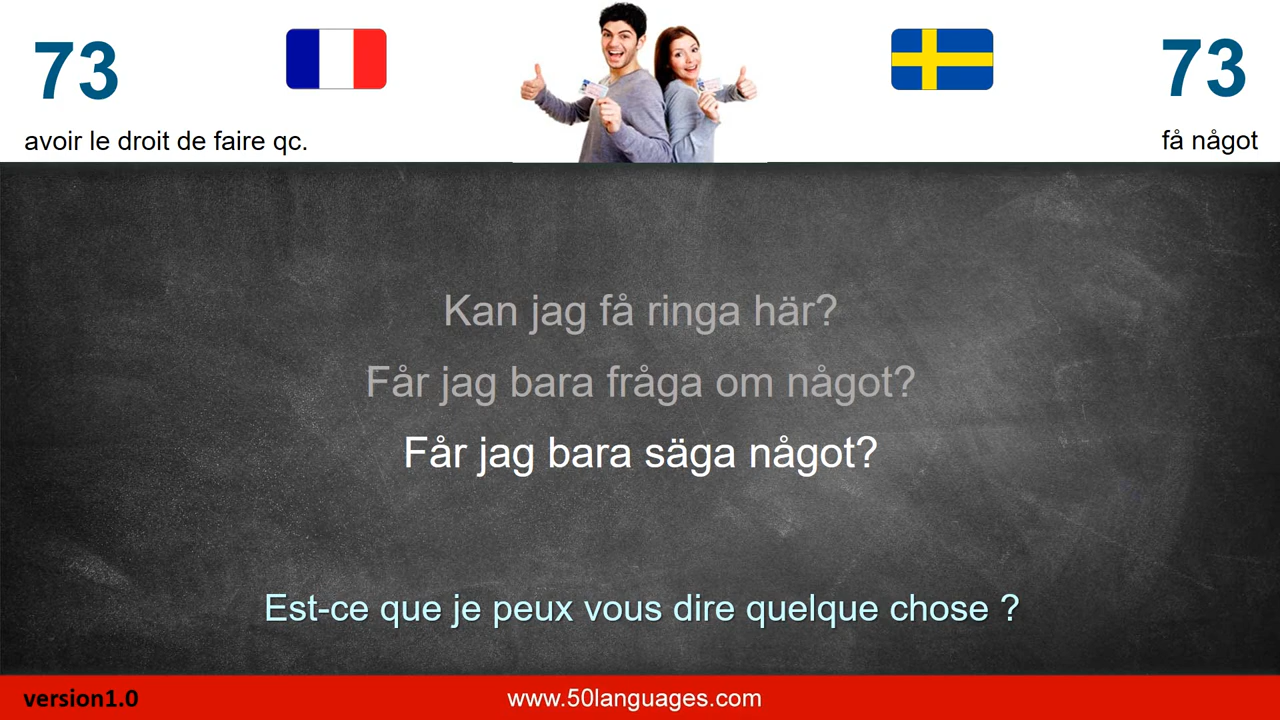 73
73
avoir le droit de faire qc.
få något
Kan jag få ringa här?
Får jag bara fråga om något?
Får jag bara säga något?
Est-ce que je peux vous dire quelque chose ?
version1.0
www.50languages.com